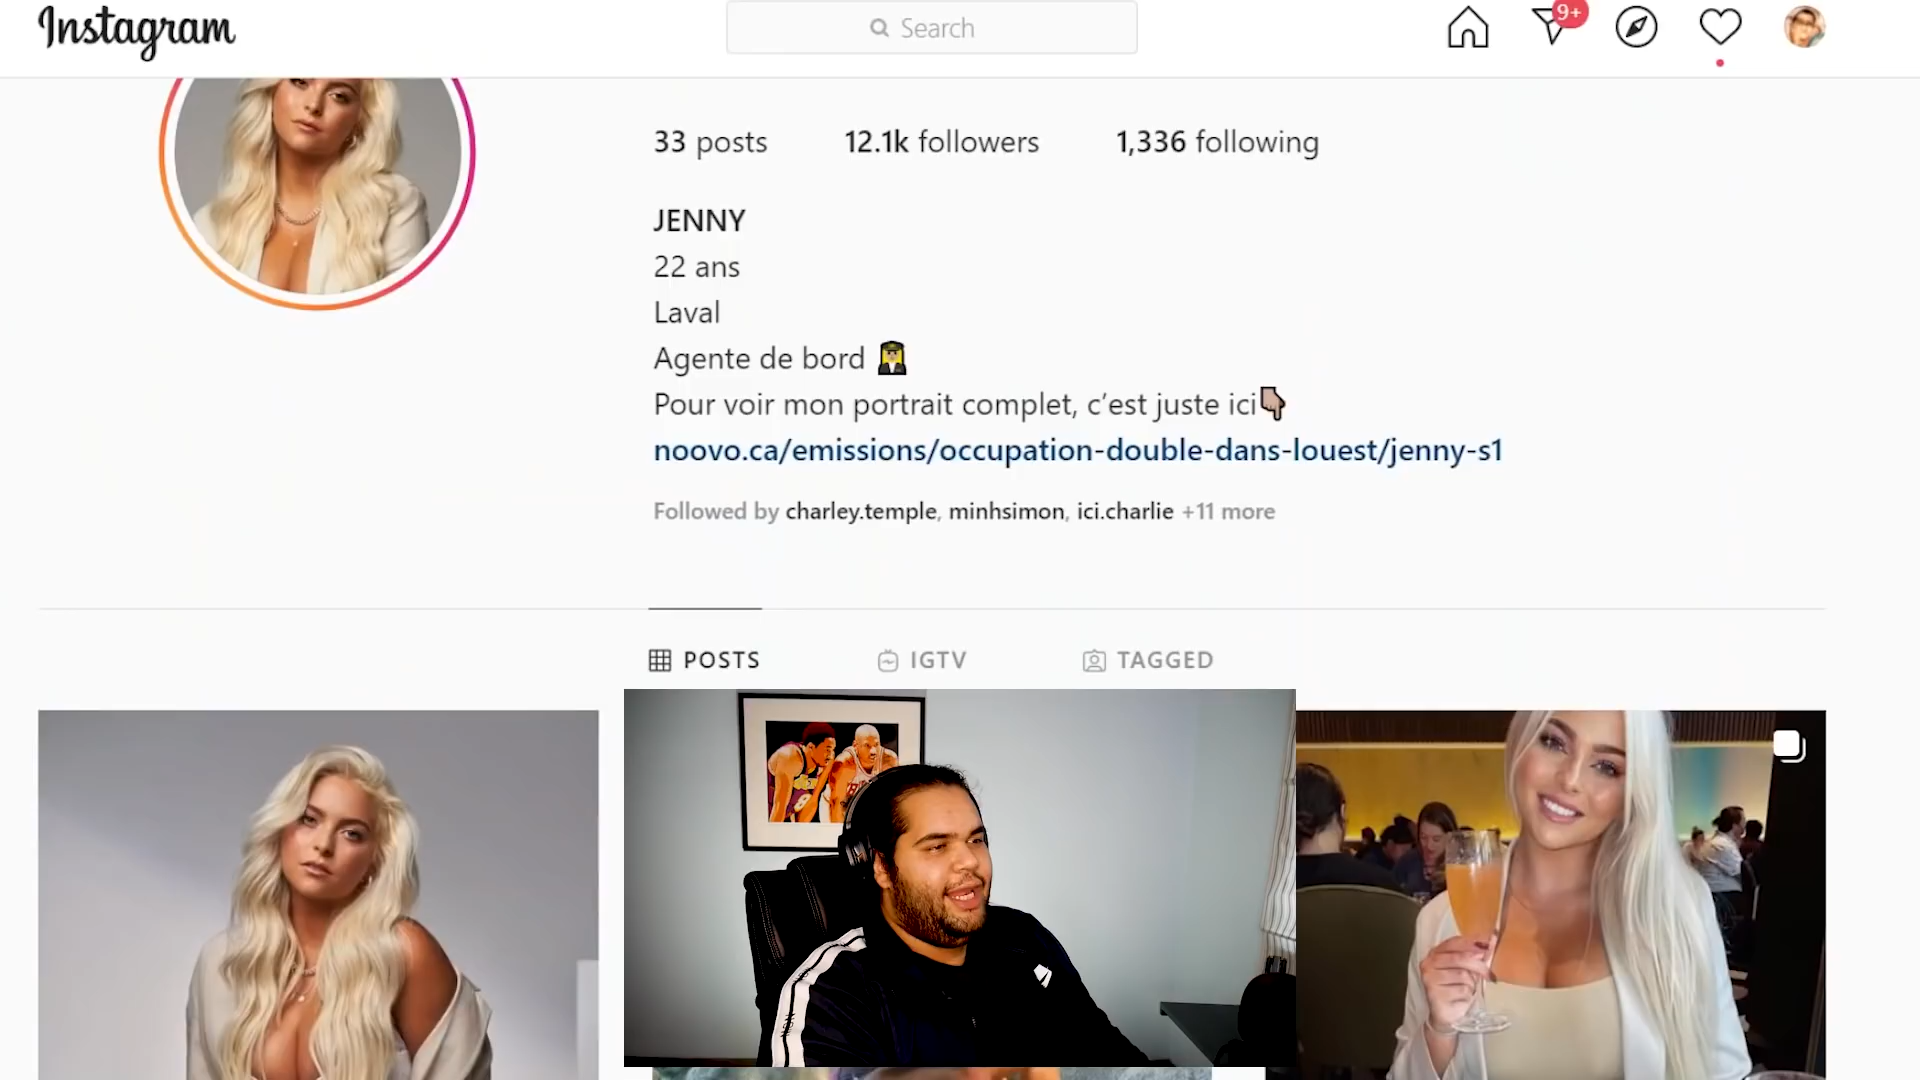 Instagram
Search
9+
33 posts
12.1k followers
1,336 following
JENNY
22 ans
Laval
Agente de bord
Pour voir mon portrait complet, c’est juste ici
noovo.ca/emissions/occupation-double-dans-louest/jenny-s1
Followed by charley.temple, minhsimon, ici.charlie +11 more
POSTS
IGTV
TAGGED
8